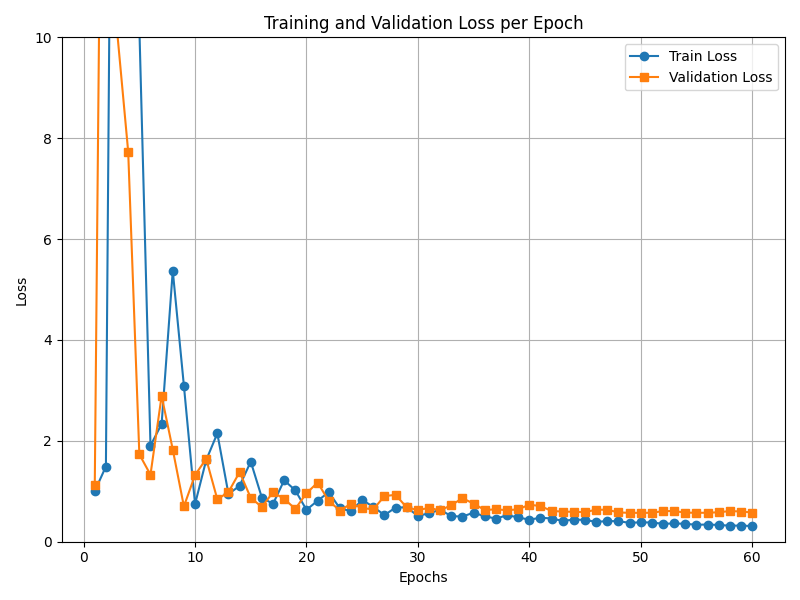 Training and Validation Loss per Epoch
Train Loss
Validation Loss
Loss
10
8
6
4
2
0
0 10 20 30 40 50 60
Epochs